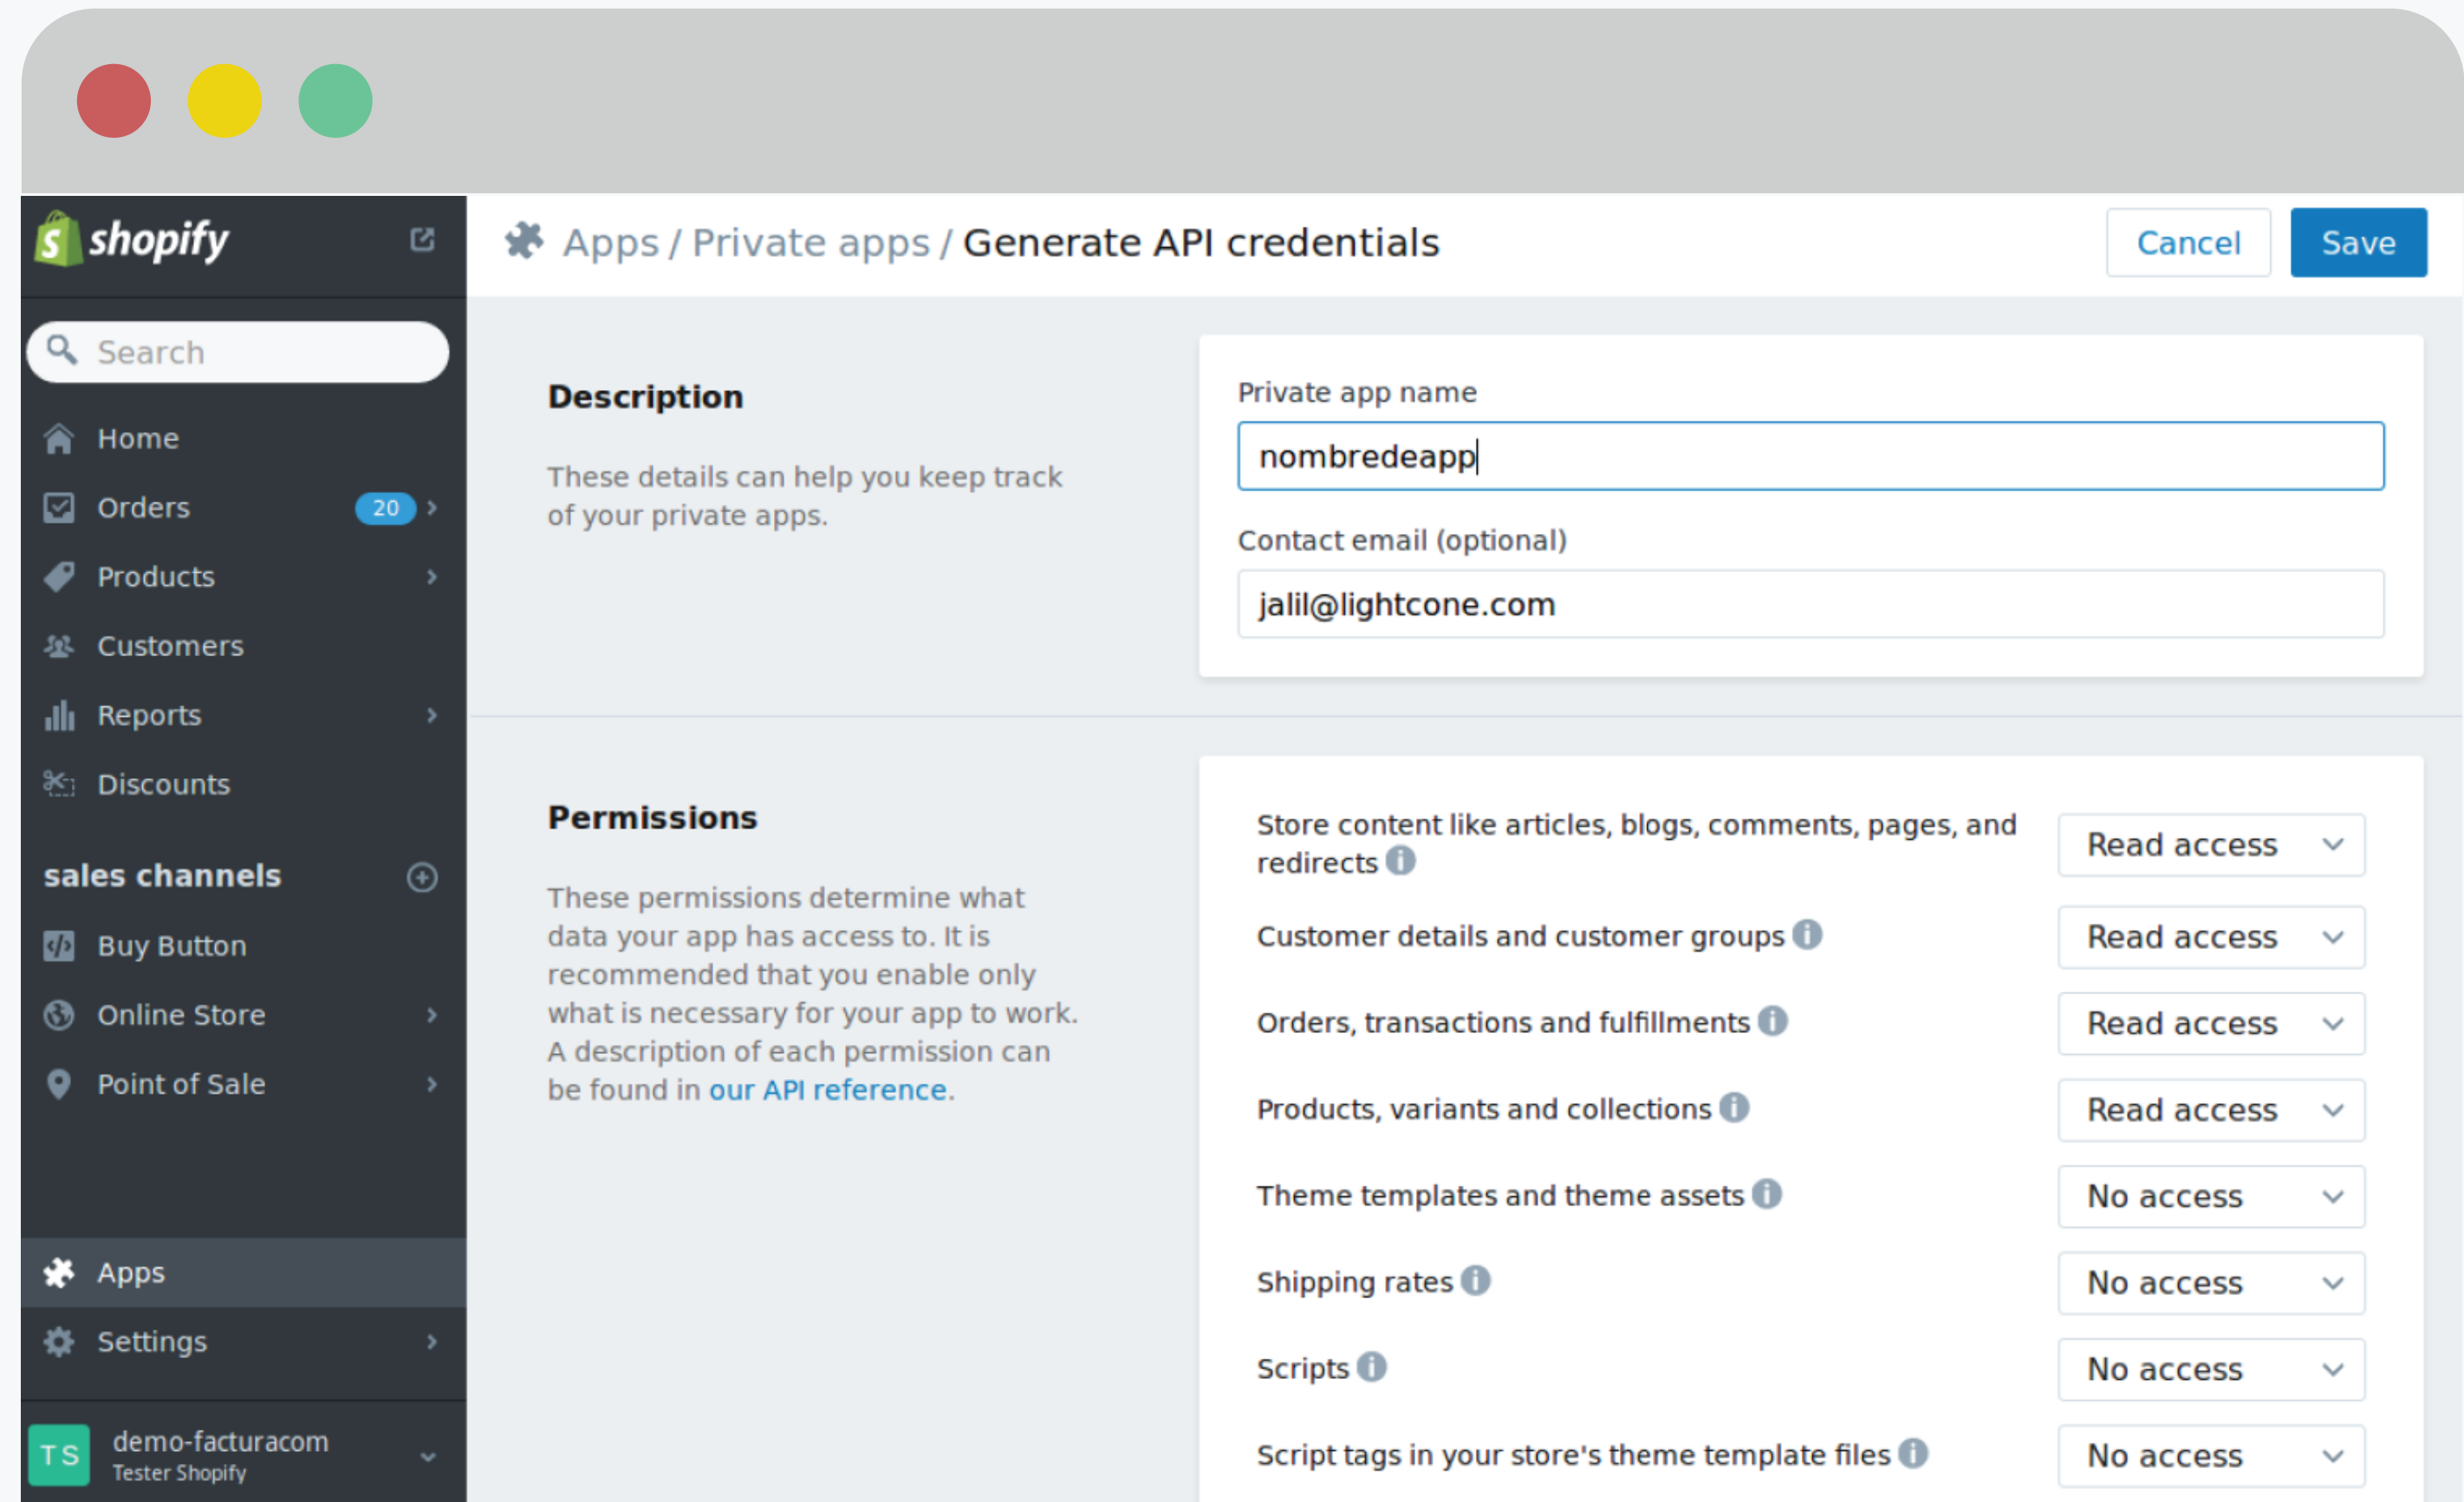 shopify
Search
Home
Orders 20
Products
Customers
Reports
Discounts
sales channels
Buy Button
Online Store
Point of Sale
Apps
Settings
TS
demo-facturacom
Tester Shopify
Apps / Private apps / Generate API credentials
Cancel
Save
Description
These details can help you keep track
of your private apps.
Private app name
nombredeapp
Contact email (optional)
jalil@lightcone.com
Permissions
These permissions determine what
data your app has access to. It is
recommended that you enable only
what is necessary for your app to work.
A description of each permission can
be found in our API reference.
Store content like articles, blogs, comments, pages, and
redirects
Read access
Customer details and customer groups
Read access
Orders, transactions and fulfillments
Read access
Products, variants and collections
Read access
Theme templates and theme assets
No access
Shipping rates
No access
Scripts
No access
Script tags in your store's theme template files
No access